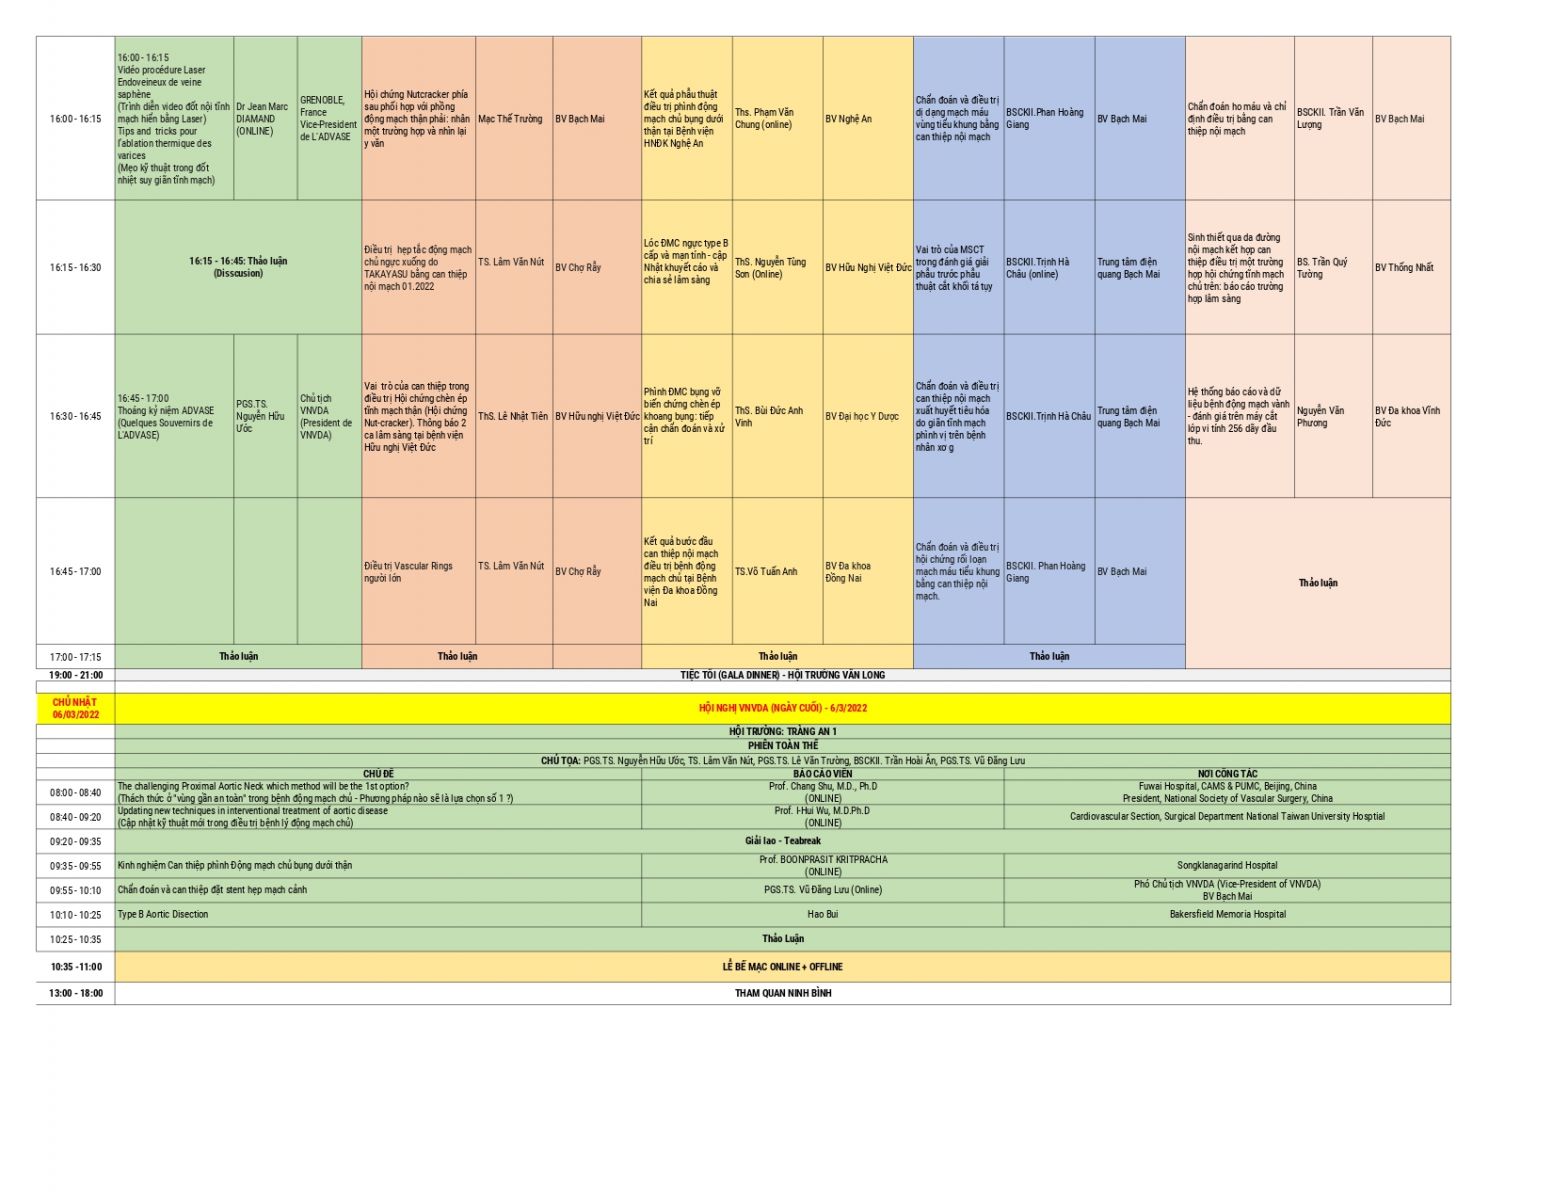 16:00 - 16:15
16:00 - 16:15
Vidéo procédure Laser
Endoveineux de veine
saphène
(Trình diễn video đốt nội tĩnh
mạch hiển bằng Laser)
Tips and tricks pour
l'ablation thermique des
varices
(Mẹo kỹ thuật trong đốt
nhiệt suy giãn tĩnh mạch)
Dr Jean Marc
DIAMAND
(ONLINE)
GRENOBLE,
France
Vice-President
de L'ADVASE
Hội chứng Nutcracker phía
sau phối hợp với phồng
động mạch thận phải: nhân
một trường hợp và nhìn lại
y văn
Mạc Thế Trường
BV Bạch Mai
Kết quả phẫu thuật
điều trị phình động
mạch chủ bụng dưới
thận tại Bệnh viện
HNĐK Nghệ An
Ths. Phạm Văn
Chung (online)
BV Nghệ An
Chẩn đoán và điều trị
dị dạng mạch máu
vùng tiểu khung bằng
can thiệp nội mạch
BSCKII.Phan Hoàng
Giang
BV Bạch Mai
Chẩn đoán ho máu và chỉ
định điều trị bằng can
thiệp nội mạch
BSCKII. Trần Văn
Lượng
BV Bạch Mai
16:15 - 16:30
16:15 - 16:45: Thảo luận
(Disscusion)
Điều trị hẹp tắc động mạch
chủ ngực xuống do
TAKAYASU bằng can thiệp
nội mạch 01.2022
TS. Lâm Văn Nút
BV Chợ Rẫy
Lóc ĐMC ngực type B
cấp và mạn tính - cập
Nhật khuyết cáo và
chia sẻ lâm sàng
ThS. Nguyễn Tùng
Sơn (Online)
BV Hữu Nghị Việt Đức
Vai trò của MSCT
trong đánh giá giải
phẫu trước phẫu
thuật cắt khối tá tụy
BSCKII.Trịnh Hà
Châu (online)
Trung tâm điện
quang Bạch Mai
Sinh thiết qua da đường
nội mạch kết hợp can
thiệp điều trị một trường
hợp hội chứng tĩnh mạch
chủ trên: báo cáo trường
hợp lâm sàng
BS. Trần Quý
Tường
BV Thống Nhất
16:30 - 16:45
16:45 - 17:00
Thoáng kỷ niệm ADVASE
(Quelques Souvernirs de
L'ADVASE)
PGS.TS.
Nguyễn Hữu
Ước
Chủ tịch
VNVDA
(President de
VNVDA)
Vai trò của can thiệp trong
điều trị Hội chứng chèn ép
tĩnh mạch thận (Hội chứng
Nut-cracker). Thông báo 2
ca lâm sàng tại bệnh viện
Hữu nghị Việt Đức
ThS. Lê Nhật Tiên
BV Hữu nghị Việt Đức
Phình ĐMC bụng vỡ
biến chứng chèn ép
khoang bụng: tiếp
cận chẩn đoán và xử
trí
ThS. Bùi Đức Anh
Vinh
BV Đại học Y Dược
Chẩn đoán và điều trị
can thiệp nội mạch
xuất huyết tiêu hóa
do giãn tĩnh mạch
phình vị trên bệnh
nhân xơ g
BSCKII.Trịnh Hà Châu
Trung tâm điện
quang Bạch Mai
Hệ thống báo cáo và dữ
liệu bệnh động mạch vành
- đánh giá trên máy cắt
lớp vi tính 256 dãy đầu
thu.
Nguyễn Văn
Phương
BV Đa khoa Vĩnh
Đức
16:45 - 17:00
Điều trị Vascular Rings
người lớn
TS. Lâm Văn Nút
BV Chợ Rẫy
Kết quả bước đầu
can thiệp nội mạch
điều trị bệnh động
mạch chủ tại Bệnh
viện Đa khoa Đồng
Nai
TS.Võ Tuấn Anh
BV Đa khoa
Đồng Nai
Chẩn đoán và điều trị
hội chứng rối loạn
mạch máu tiểu khung
bằng can thiệp nội
mạch.
BSCKII. Phan Hoàng
Giang
BV Bạch Mai
Thảo luận
17:00 - 17:15
Thảo luận
Thảo luận
Thảo luận
Thảo luận
19:00 - 21:00
TIỆC TỐI (GALA DINNER) - HỘI TRƯỜNG VÂN LONG
CHỦ NHẬT
06/03/2022
HỘI NGHỊ VNVDA (NGÀY CUỐI) - 6/3/2022
HỘI TRƯỜNG: TRÀNG AN 1
PHIÊN TOÀN THỂ
CHỦ TỌA: PGS.TS. Nguyễn Hữu Ước, TS. Lâm Văn Nút, PGS.TS. Lê Văn Trường, BSCKII. Trần Hoài Ân, PGS.TS. Vũ Đăng Lưu
CHỦ ĐỀ
BÁO CÁO VIÊN
NƠI CÔNG TÁC
08:00 - 08:40
The challenging Proximal Aortic Neck which method will be the 1st option?
(Thách thức ở "vùng gần an toàn" trong bệnh động mạch chủ - Phương pháp nào sẽ là lựa chọn số 1 ?)
Prof. Chang Shu, M.D., Ph.D
(ONLINE)
Fuwai Hospital, CAMS & PUMC, Beijing, China
President, National Society of Vascular Surgery, China
08:40 - 09:20
Updating new techniques in interventional treatment of aortic disease
(Cập nhật kỹ thuật mới trong điều trị bệnh lý động mạch chủ)
Prof. I-Hui Wu, M.D.Ph.D
(ONLINE)
Cardiovascular Section, Surgical Department National Taiwan University Hosptial
09:20 - 09:35
Giải lao - Teabreak
09:35 - 09:55
Kinh nghiệm Can thiệp phình Động mạch chủ bụng dưới thận
Prof. BOONPRASIT KRITPRACHA
(ONLINE)
Songklanagarind Hospital
09:55 - 10:10
Chẩn đoán và can thiệp đặt stent hẹp mạch cảnh
PGS.TS. Vũ Đăng Lưu (Online)
Phó Chủ tịch VNVDA (Vice-President of VNVDA)
BV Bạch Mai
10:10 - 10:25
Type B Aortic Disection
Hao Bui
Bakersfield Memoria Hospital
10:25 - 10:35
Thảo Luận
10:35 -11:00
LỄ BẾ MẠC ONLINE + OFFLINE
13:00 - 18:00
THAM QUAN NINH BÌNH